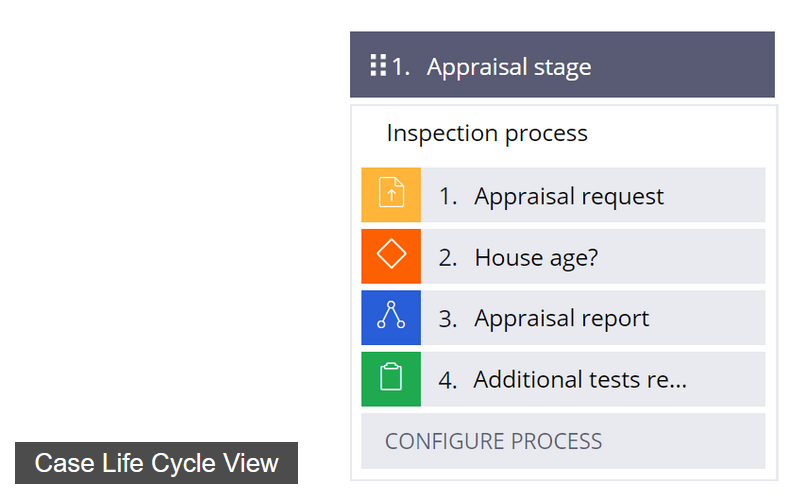 1. Appraisal stage
Inspection process
1. Appraisal request
2. House age?
3. Appraisal report
4. Additional tests re...
CONFIGURE PROCESS
Case Life Cycle View